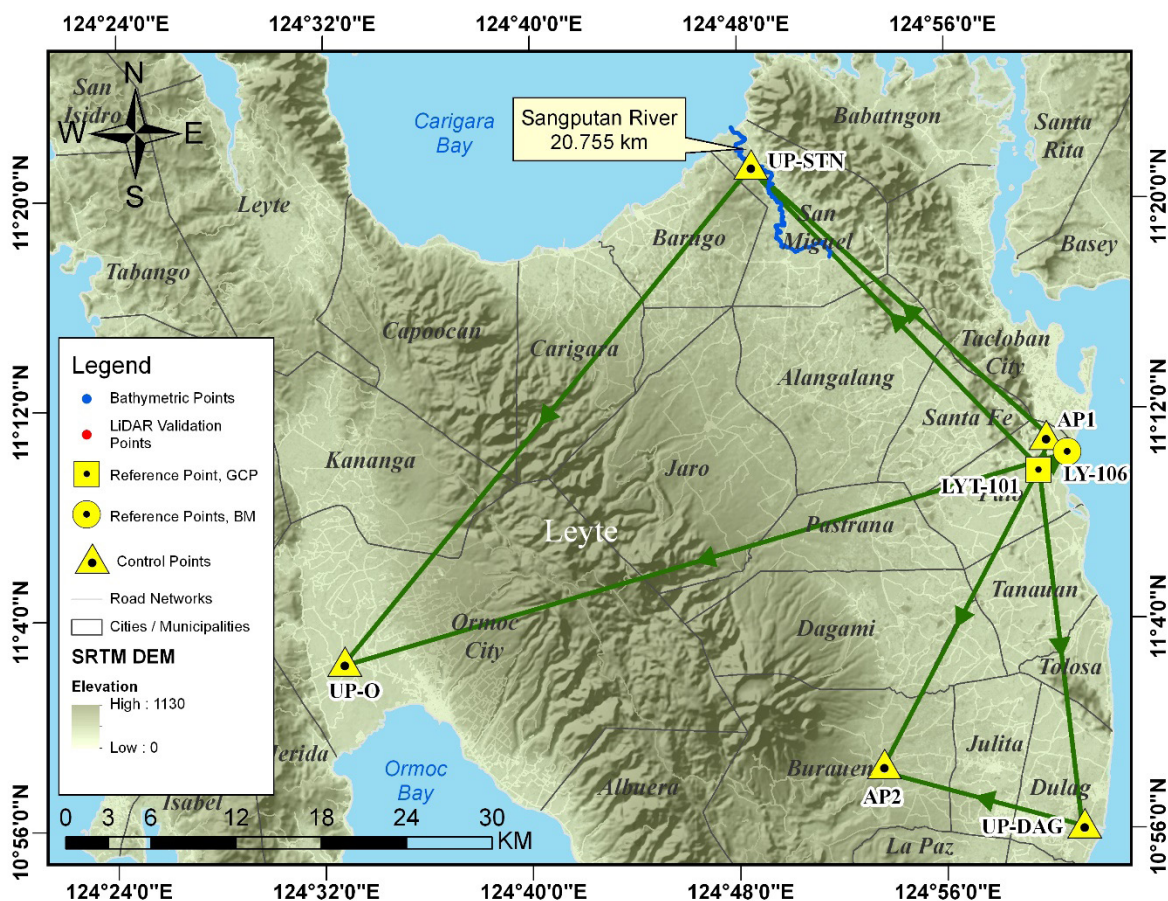 124°24'0"E
124°32'0"E
124°40'0"E
124°48'0"E
124°56'0"E
San
Isidro
N
W
E
S
Carigara
Bay
Sangputan River
20.755 km
Babatngon
Santa
Rita
UP-STN
11°20'0"N
11°20'0"N
Leyte
Barngo
San
Miguel
Basey
Tabango
Capoocan
Carigara
Tacloban
City
Alangalang
Legend
Bathymetric Points
LiDAR Validation
Points
Reference Point, GCP
Reference Points, BM
Control Points
Road Networks
Cities / Municipalities
SRTM DEM
Elevation
High : 1130
Low : 0
11°12'0"N
11°12'0"N
Santa Fe
AP1
Kananga
Jaro
LYT-101
LY-106
Palo
Pastrana
Leyte
Tanauan
11°4'0"N
11°4'0"N
Ormoc
City
Dagami
Tolosa
UP-O
Julita
Burauen
Dulag
AP2
Albuera
UP-DAG
La Paz
Ormoc
Bay
erida
Isabel
0 3 6 12 18 24 30
KM
10°56'0"N
10°56'0"N
124°24'0"E
124°32'0"E
124°40'0"E
124°48'0"E
124°56'0"E